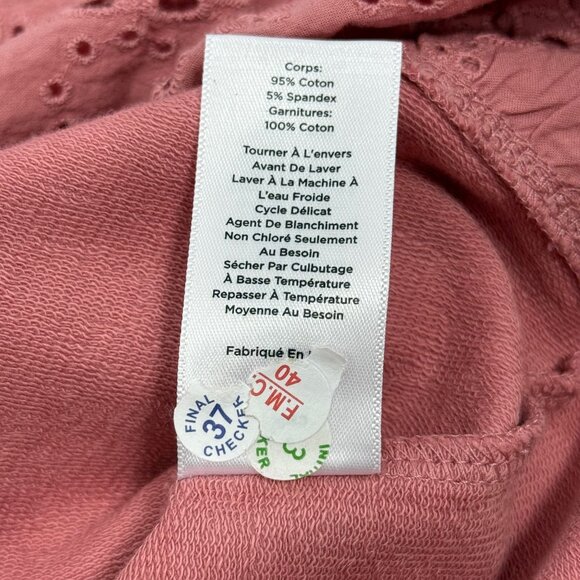 Corps:
95% Coton
5% Spandex
Garnitures:
100% Coton
Tourner À L'envers
Avant De Laver
Laver À La Machine À
L'eau Froide
Cycle Délicat
Agent De Blanchiment
Non Chloré Seulement
Au Besoin
Sécher Par Culbutage
À Basse Température
Repasser À Température
Moyenne Au Besoin
Fabriqué En
F.M.C.
40
FINAL
37
CHECKER
3